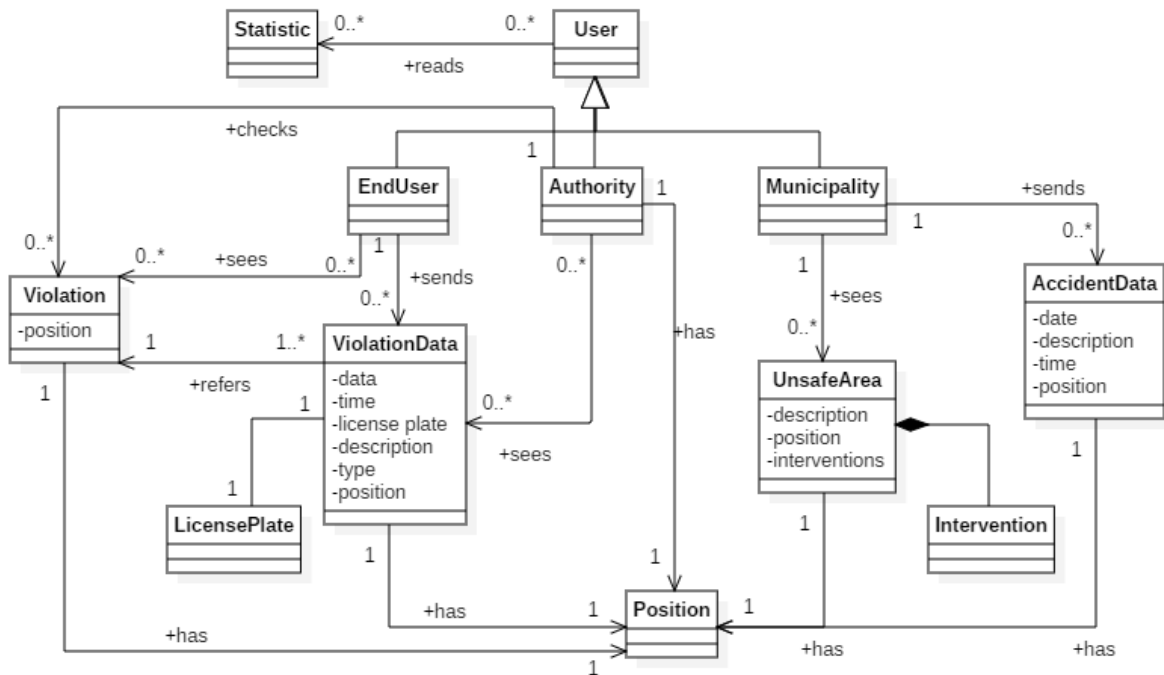 Statistic
0..*
0..*
User
+reads
+checks
1
EndUser
Authority
1
Municipality
+sends
1
0..*
0..*
0..*
+sees
0..*
1
+sends
0..*
0..*
1
+sees
0..*
Violation
-position
1
1..*
+refers
1
ViolationData
-data
-time
-license plate
-description
-type
-position
0..*
+sees
+has
UnsafeArea
-description
-position
-interventions
AccidentData
-date
-description
-time
-position
1
1
LicensePlate
1
1
1
1
Intervention
+has
1
Position
1
+has
1
+has
+has